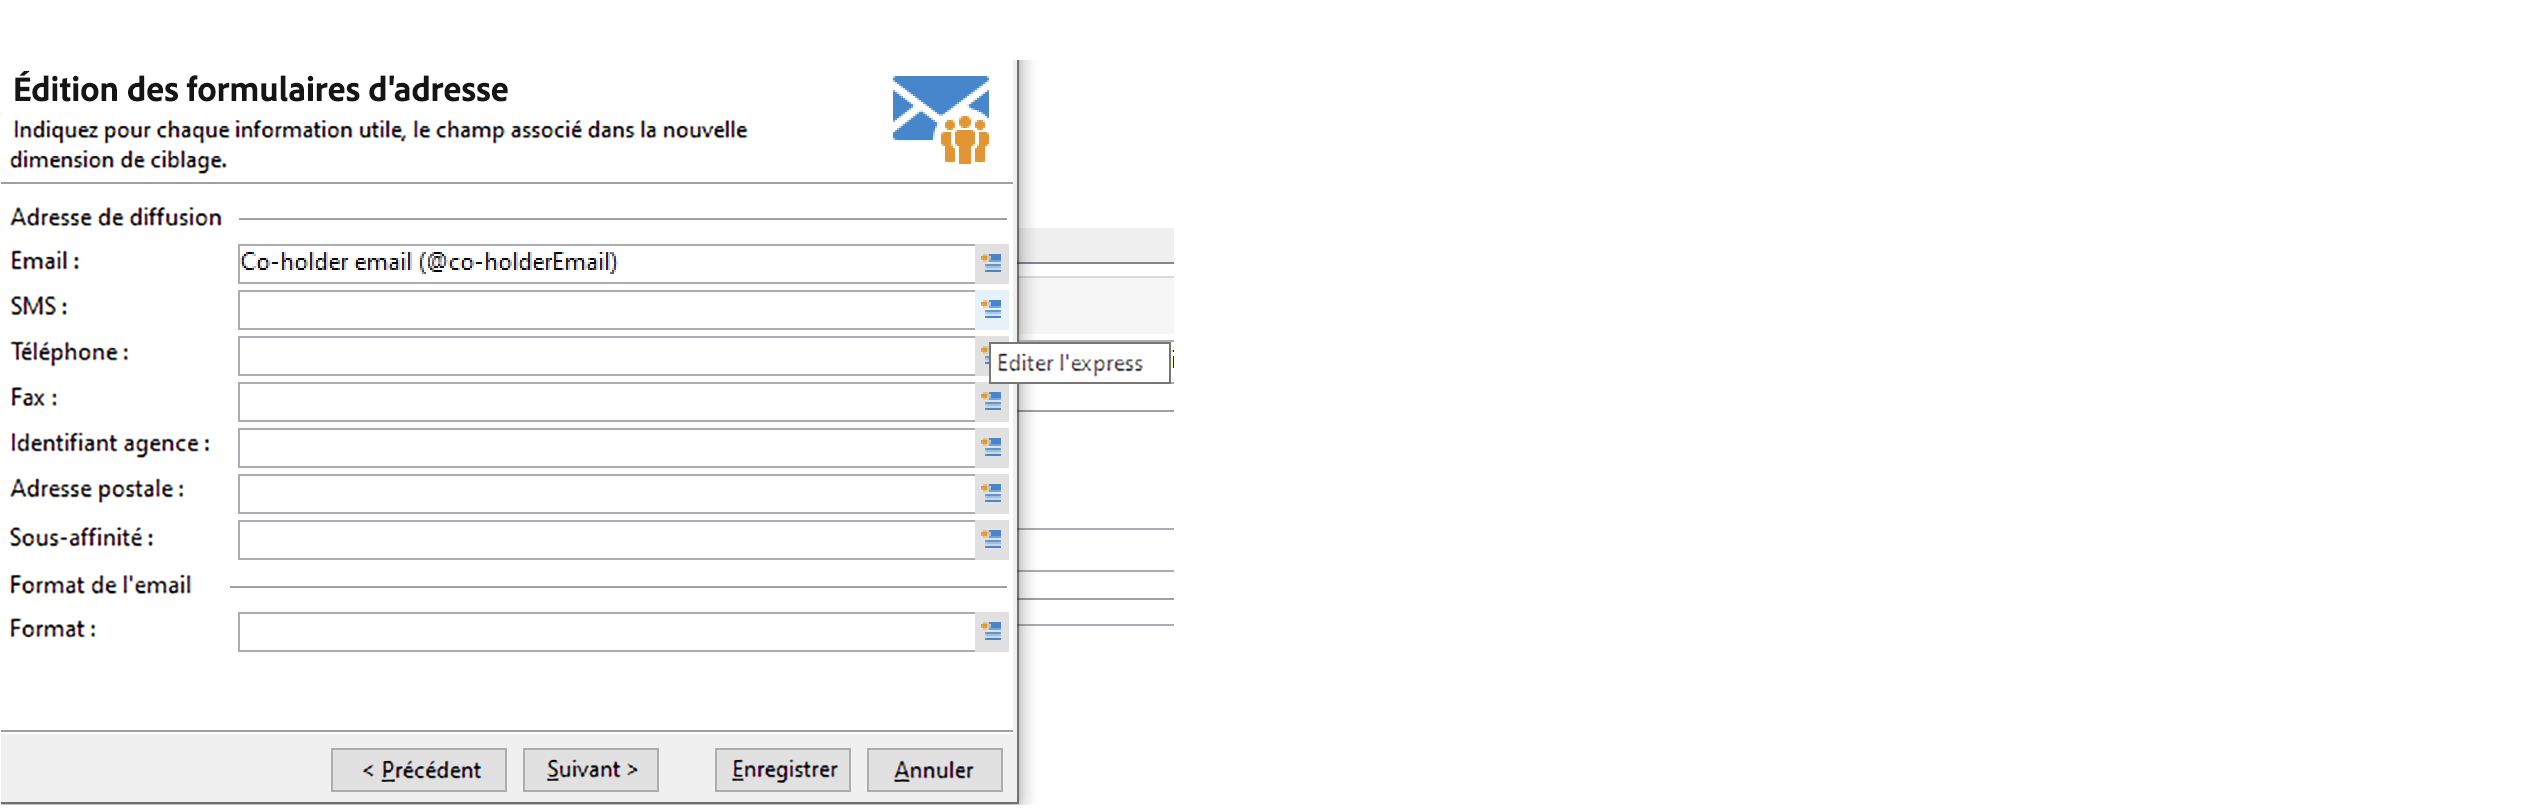 Édition des formulaires d'adresse
Indiquez pour chaque information utile, le champ associé dans la nouvelle
dimension de ciblage.
Adresse de diffusion
Email : Co-holder email (@co-holderEmail)
SMS :
Téléphone :
Editer l'express
Fax :
Identifiant agence :
Adresse postale :
Sous-affinité :
Format de l'email
Format :
< Précédent Suivant > Enregistrer Annuler